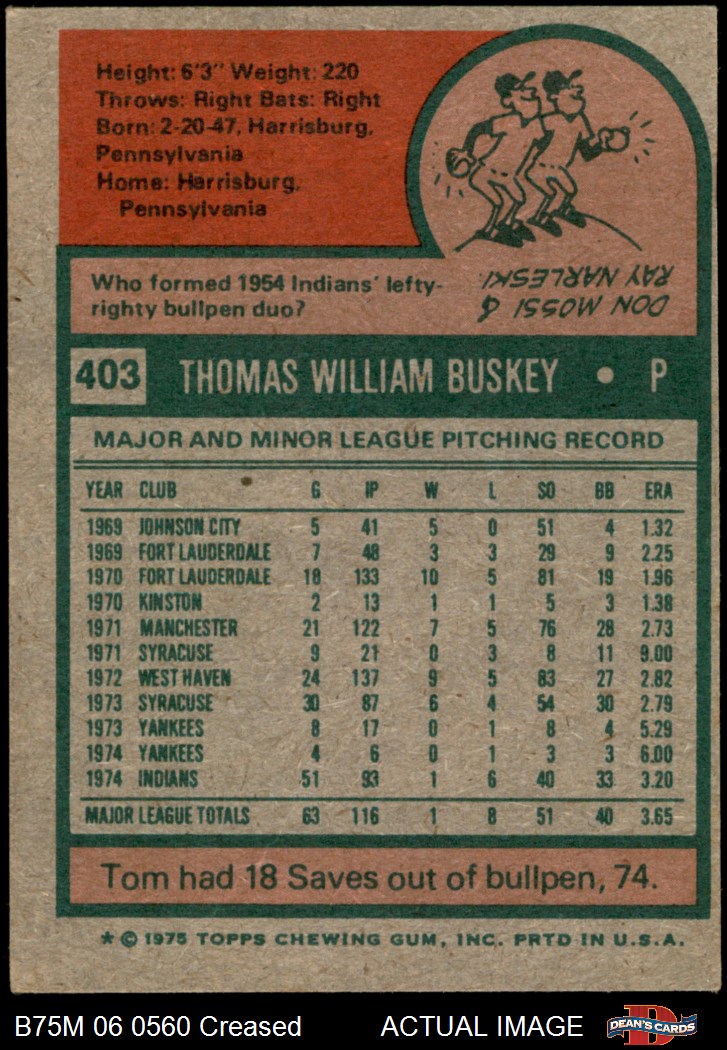 Height: 6'3" Weight: 220
Throws: Right Bats: Right
Born: 2-20-47, Harrisburg,
Pennsylvania
Home: Harrisburg,
Pennsylvania
Who formed 1954 Indians' lefty-
righty bullpen duo?
DON MOSSI &
RAY NARLESKI
403 THOMAS WILLIAM BUSKEY • P
MAJOR AND MINOR LEAGUE PITCHING RECORD
YEAR CLUB G IP W L SO BB ERA
1969 JOHNSON CITY 5 41 5 0 51 4 1.32
1969 FORT LAUDERDALE 7 48 3 3 29 9 2.25
1970 FORT LAUDERDALE 18 133 10 5 81 19 1.96
1970 KINSTON 2 13 1 1 5 3 1.38
1971 MANCHESTER 21 122 7 5 76 28 2.73
1971 SYRACUSE 9 21 0 3 8 11 9.00
1972 WEST HAVEN 24 137 9 5 83 27 2.82
1973 SYRACUSE 30 87 6 4 54 30 2.79
1973 YANKEES 8 17 0 1 8 4 5.29
1974 YANKEES 4 6 0 1 3 3 6.00
1974 INDIANS 51 93 1 6 40 33 3.20
MAJOR LEAGUE TOTALS 63 116 1 8 51 40 3.65
Tom had 18 Saves out of bullpen, 74.
* © 1975 TOPPS CHEWING GUM, INC. PRTD IN U.S.A.
B75M 06 0560 Creased ACTUAL IMAGE
DEAN'S CARDS